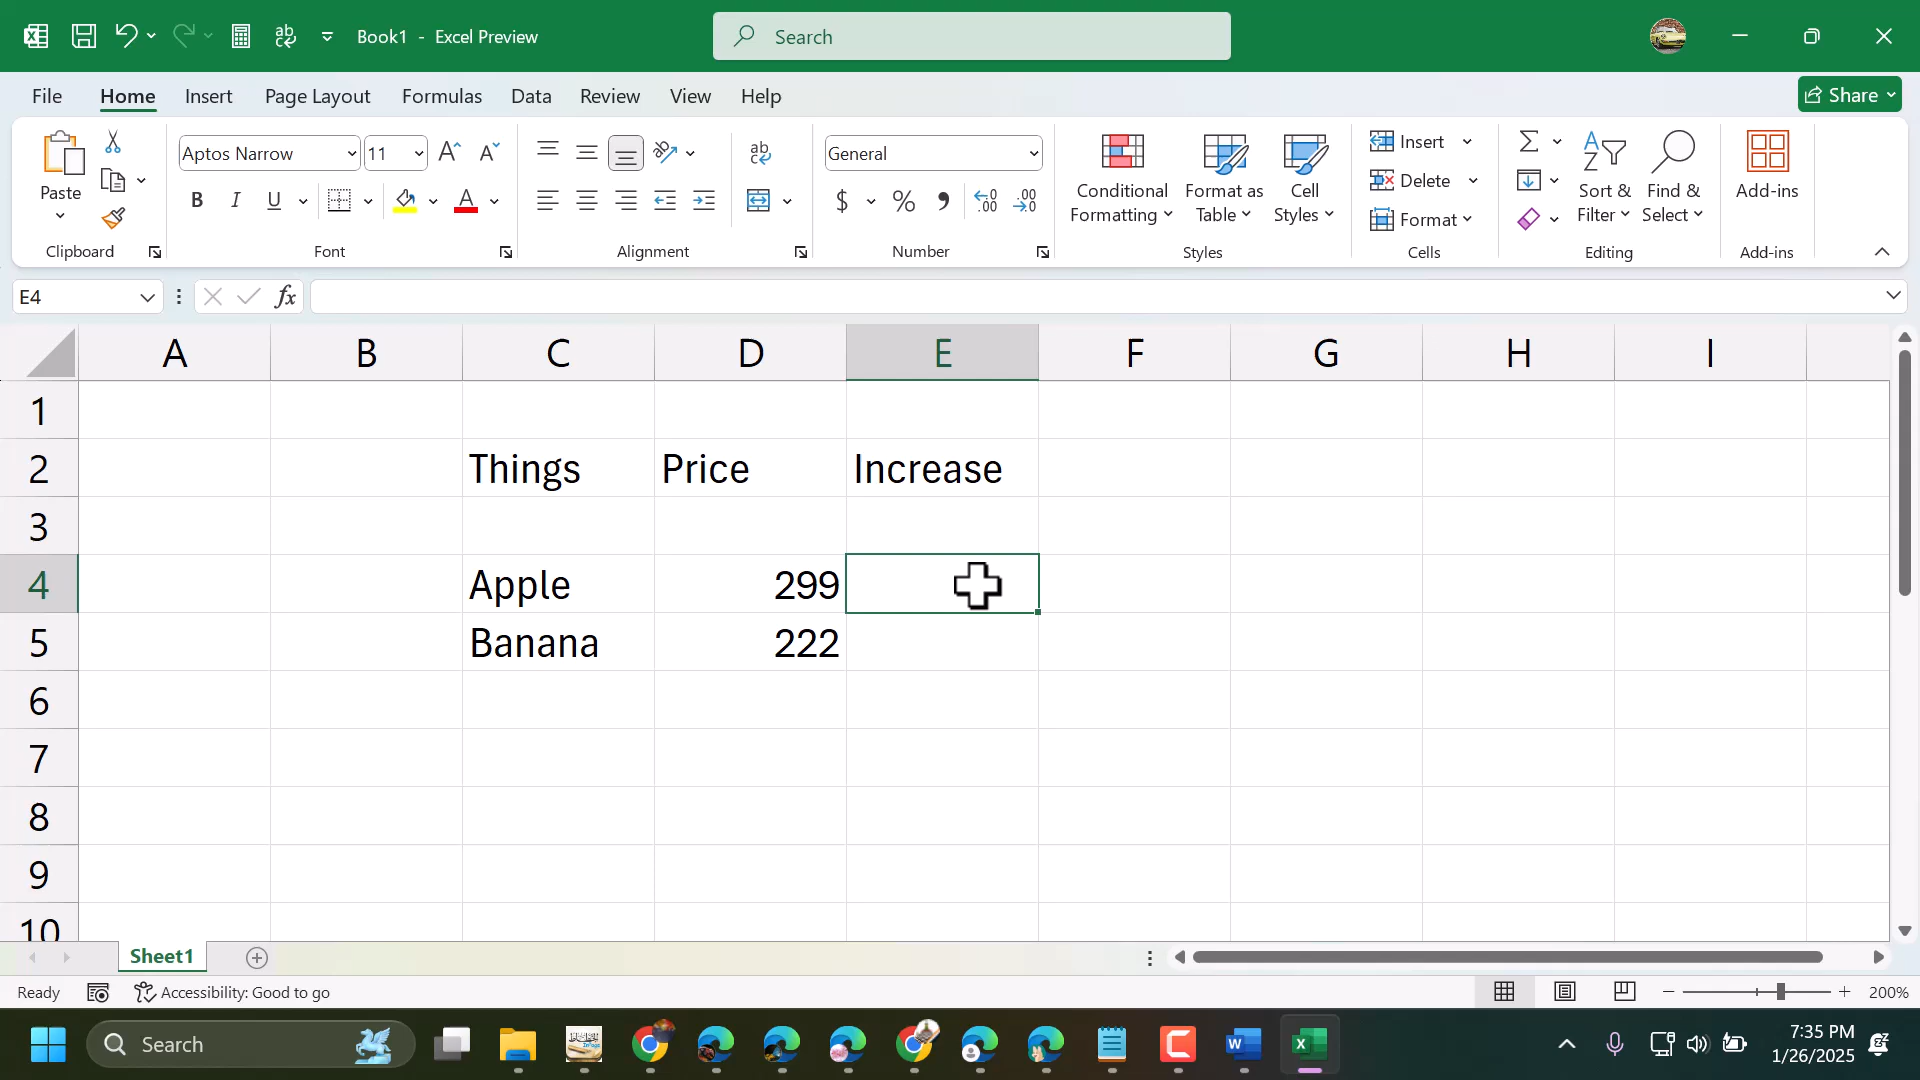 Book1 - Excel Preview
Search
File Home Insert Page Layout Formulas Data Review View Help
Share
Paste
Aptos Narrow 11
B I U A
ab
General
$ % 9
Conditional Formatting
Format as Table
Cell Styles
Insert
Delete
Format
Sort & Filter
Find & Select
Add-ins
Clipboard Font Alignment Number Styles Cells Editing Add-ins
E4
fx
A B C D E F G H I
1
2 Things Price Increase
3
4 Apple 299
5 Banana 222
6
7
8
9
10
Sheet1
Ready Accessibility: Good to go 200%
Search
7:35 PM
1/26/2025